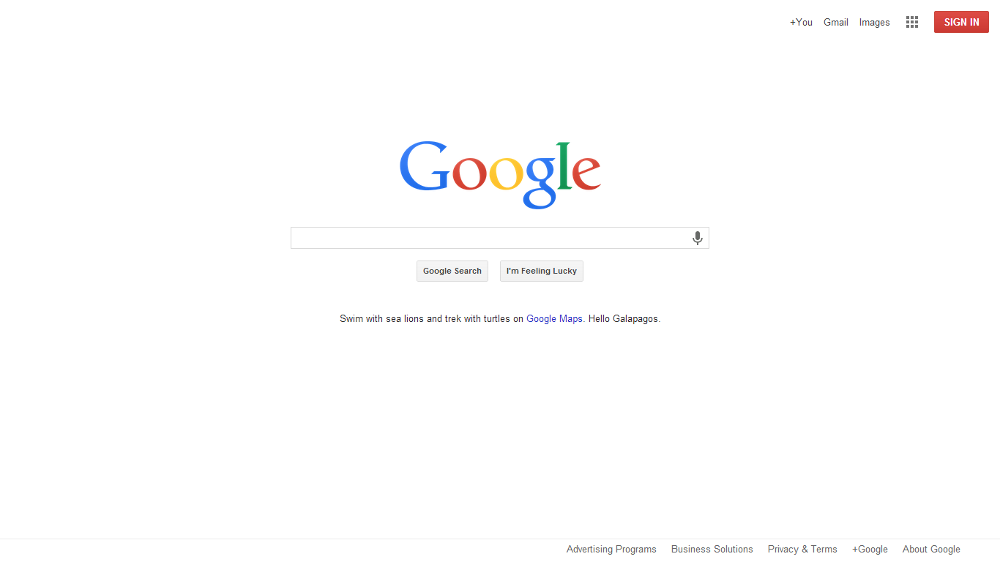 +You Gmail Images SIGN IN
Google
Google Search I'm Feeling Lucky
Swim with sea lions and trek with turtles on Google Maps. Hello Galapagos.
Advertising Programs Business Solutions Privacy & Terms +Google About Google